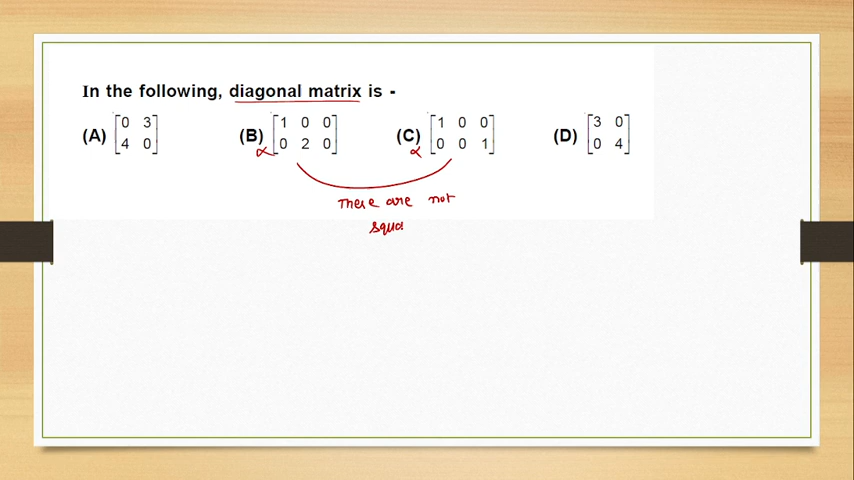 In the following, diagonal matrix is -
(A) [0 3
4 0]
(B) [1 0 0
0 2 0]
(C) [1 0 0
0 0 1]
(D) [3 0
0 4]
There are not
squa